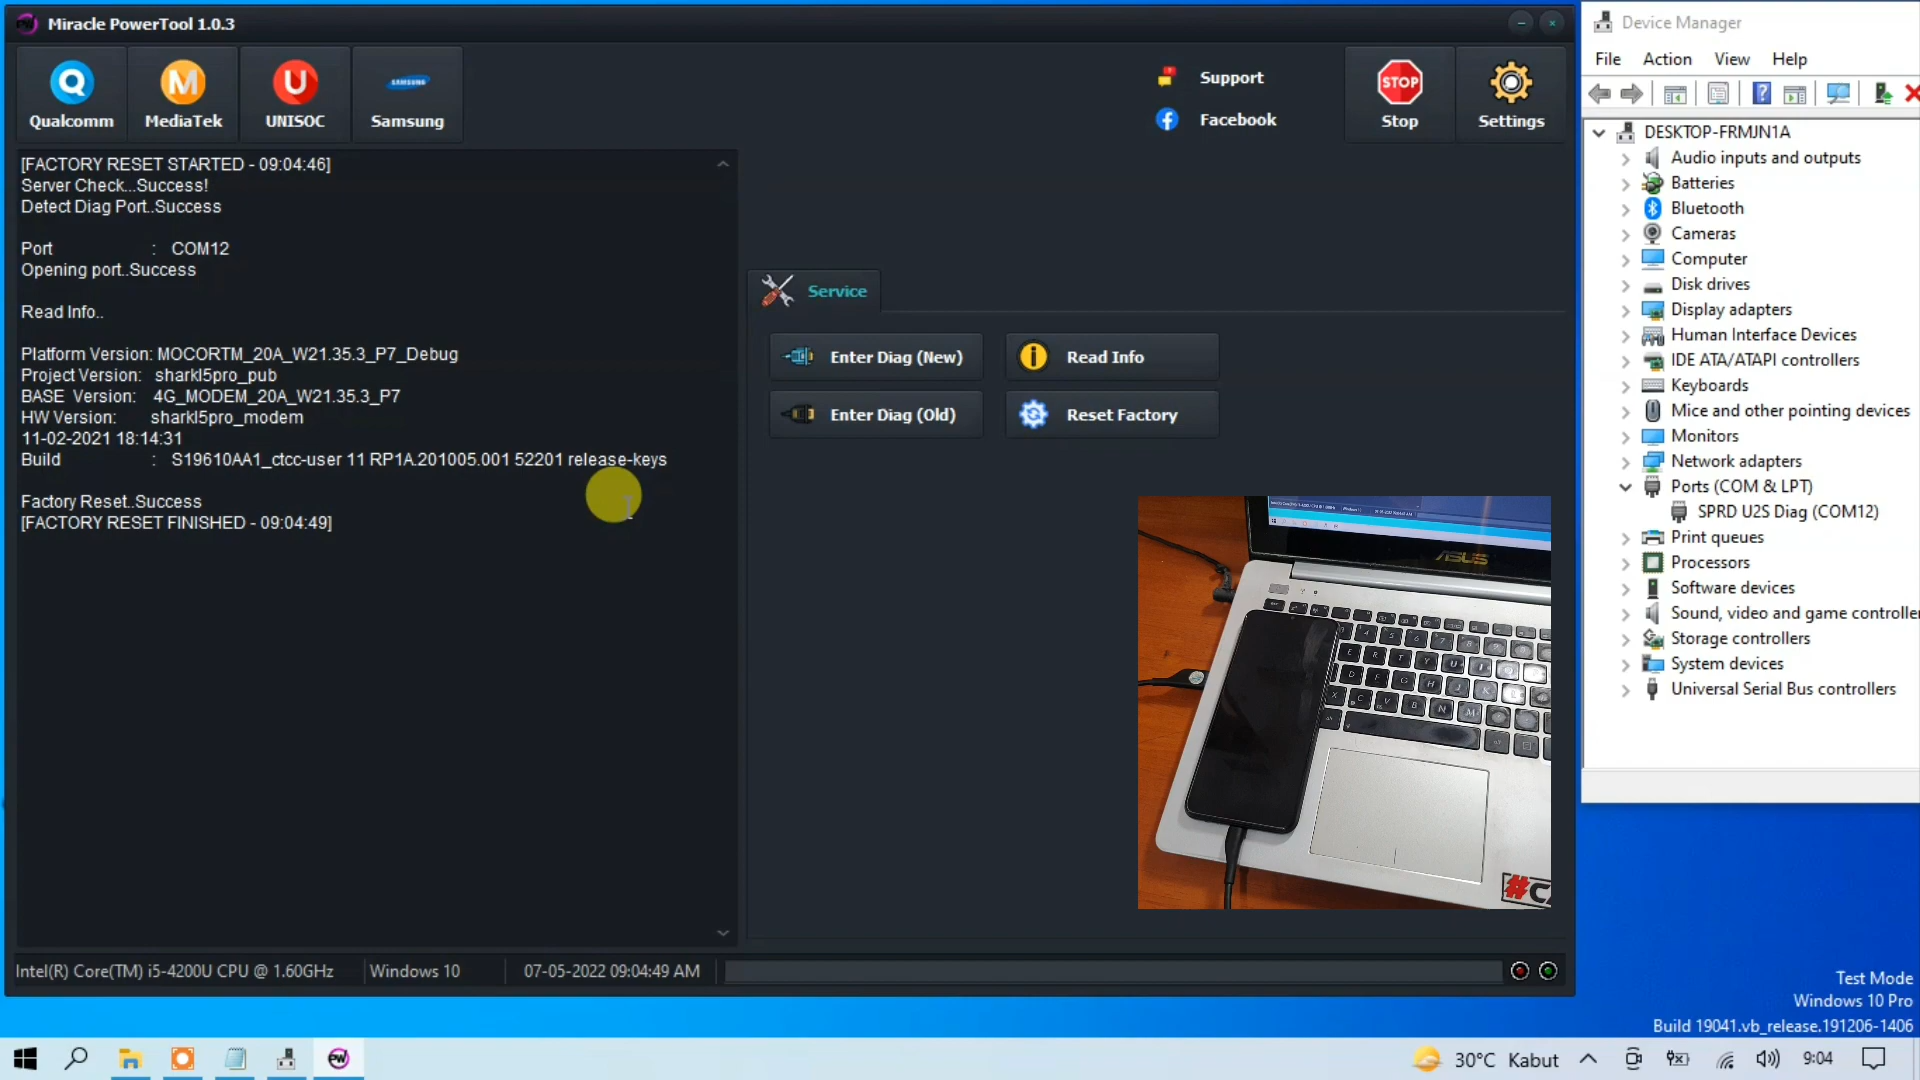 Miracle PowerTool 1.0.3
Qualcomm
MediaTek
UNISOC
SAMSUNG
Samsung
Support
Facebook
STOP
Stop
Settings
[FACTORY RESET STARTED - 09:04:46]
Server Check...Success!
Detect Diag Port..Success
Port : COM12
Opening port..Success
Read Info..
Platform Version: MOCORTM_20A_W21.35.3_P7_Debug
Project Version: sharkl5pro_pub
BASE Version: 4G_MODEM_20A_W21.35.3_P7
HW Version: sharkl5pro_modem
11-02-2021 18:14:31
Build : S19610AA1_ctcc-user 11 RP1A.201005.001 52201 release-keys
Factory Reset..Success
[FACTORY RESET FINISHED - 09:04:49]
Service
Enter Diag (New)
Read Info
Enter Diag (Old)
Reset Factory
ASUS
Intel(R) Core(TM) i5-4200U CPU @ 1.60GHz
Windows 10
07-05-2022 09:04:49 AM
Device Manager
File Action View Help
DESKTOP-FRMJN1A
Audio inputs and outputs
Batteries
Bluetooth
Cameras
Computer
Disk drives
Display adapters
Human Interface Devices
IDE ATA/ATAPI controllers
Keyboards
Mice and other pointing devices
Monitors
Network adapters
Ports (COM & LPT)
SPRD U2S Diag (COM12)
Print queues
Processors
Software devices
Sound, video and game controlle
Storage controllers
System devices
Universal Serial Bus controllers
Test Mode
Windows 10 Pro
Build 19041.vb_release.191206-1406
30°C Kabut
9:04